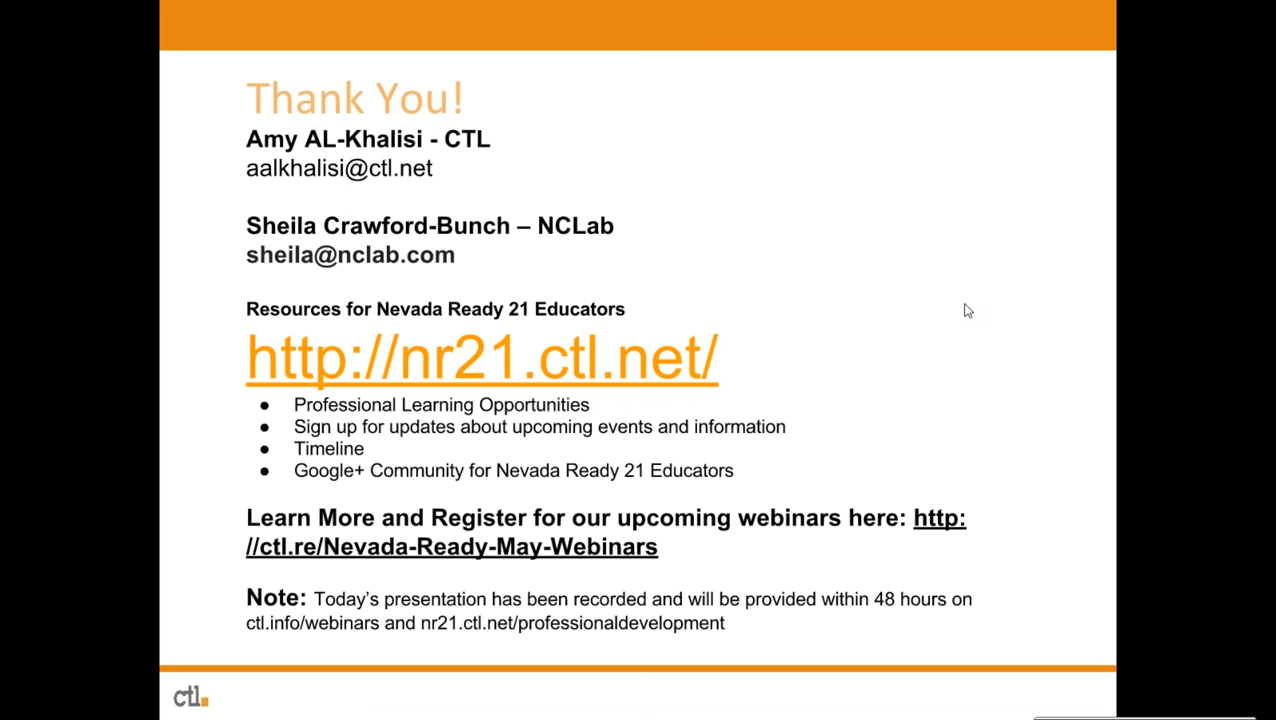 Thank You!
Amy AL-Khalisi - CTL
aalkhalisi@ctl.net
Sheila Crawford-Bunch – NCLab
sheila@nclab.com
Resources for Nevada Ready 21 Educators
http://nr21.ctl.net/
● Professional Learning Opportunities
● Sign up for updates about upcoming events and information
● Timeline
● Google+ Community for Nevada Ready 21 Educators
Learn More and Register for our upcoming webinars here: http:
//ctl.re/Nevada-Ready-May-Webinars
Note: Today’s presentation has been recorded and will be provided within 48 hours on
ctl.info/webinars and nr21.ctl.net/professionaldevelopment
ctl.